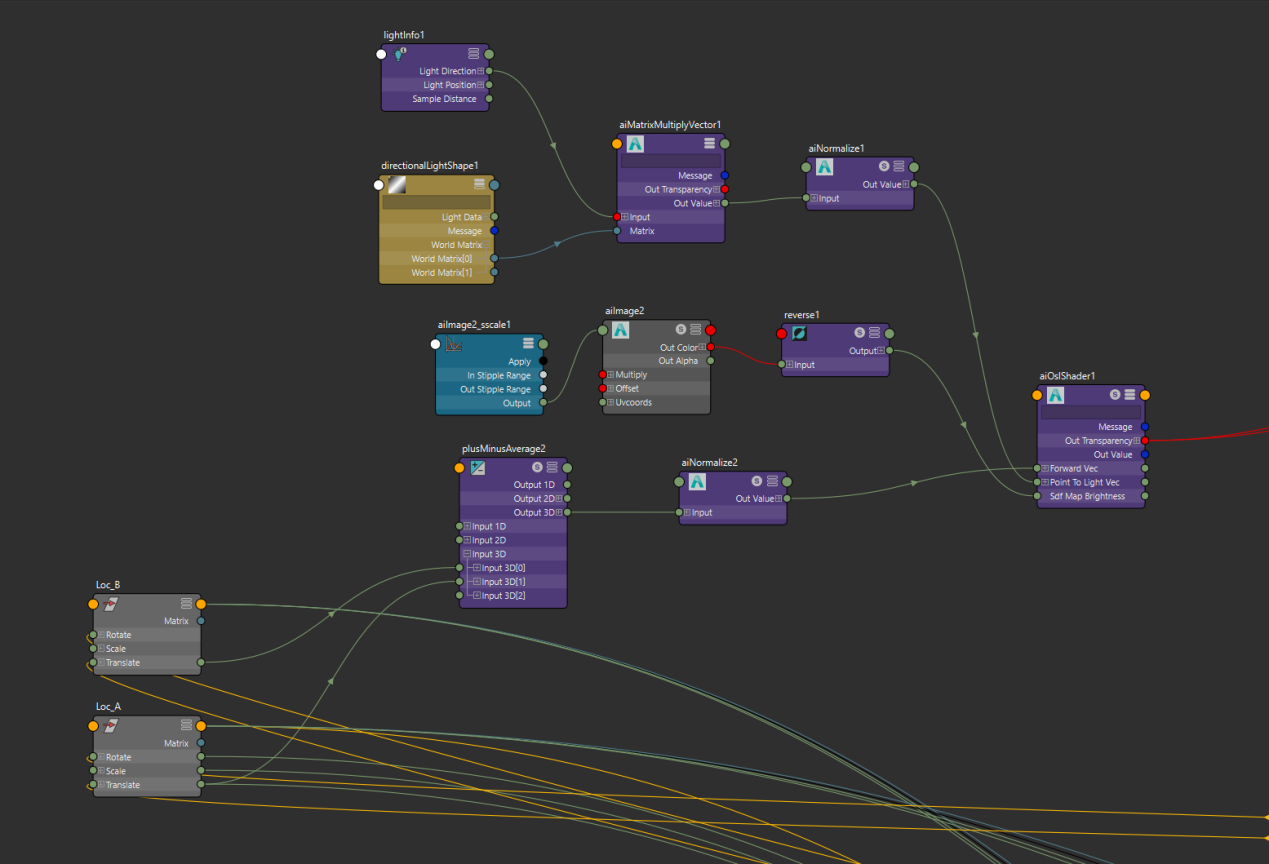 lightInfo1
Light Direction
Light Position
Sample Distance
directionalLightShape1
Light Data
Message
World Matrix
World Matrix[0]
World Matrix[1]
aiMatrixMultiplyVector1
Message
Out Transparency
Out Value
Input
Matrix
aiNormalize1
Out Value
Input
aiImage2_sscale1
Apply
In Stipple Range
Out Stipple Range
Output
aiImage2
Out Color
Out Alpha
Multiply
Offset
Uvcoords
reverse1
Output
Input
aiOslShader1
Message
Out Transparency
Out Value
Forward Vec
Point To Light Vec
Sdf Map Brightness
plusMinusAverage2
Output 1D
Output 2D
Output 3D
Input 1D
Input 2D
Input 3D
Input 3D[0]
Input 3D[1]
Input 3D[2]
aiNormalize2
Out Value
Input
Loc_B
Matrix
Rotate
Scale
Translate
Loc_A
Matrix
Rotate
Scale
Translate